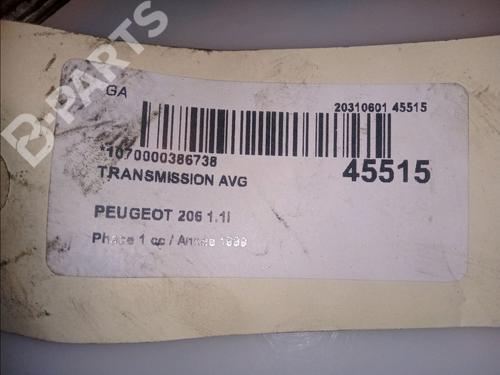 B-PARTS
GA
20310601 45515
*1070000386738
45515
TRANSMISSION AVG
PEUGEOT 206 1.1i
Phase 1 cc / Année 1999